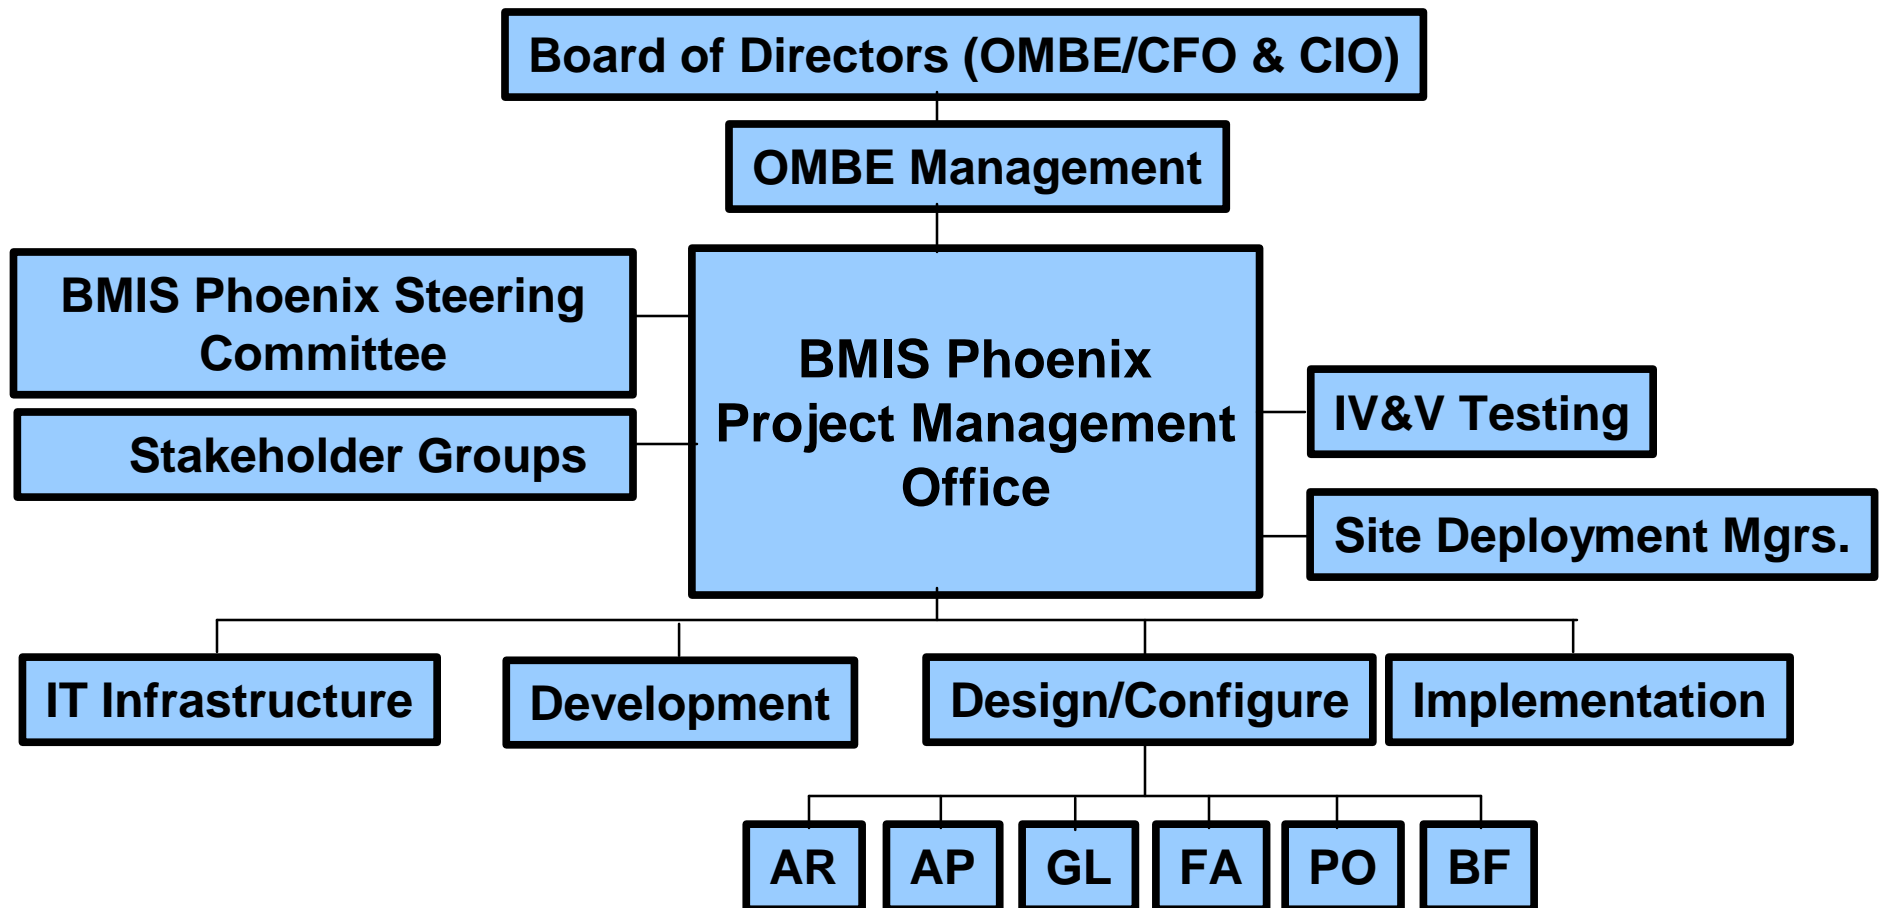 Board of Directors (OMBE/CFO & CIO)
OMBE Management
BMIS Phoenix Steering
Committee
Stakeholder Groups
BMIS Phoenix
Project Management
Office
IV&V Testing
Site Deployment Mgrs.
IT Infrastructure
Development
Design/Configure
Implementation
AR
AP
GL
FA
PO
BF